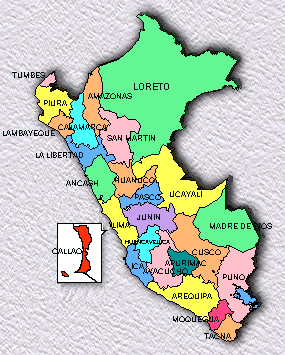 TUMBES
LORETO
AMAZONAS
PIURA
LAMBAYEQUE
CAJAMARCA
SAN MARTIN
LA LIBERTAD
ANCASH
HUANUCO
UCAYALI
PASCO
JUNIN
LIMA
MADRE DE DIOS
HUANCAVELICA
CALLAO
CUSCO
ICA
APURIMAC
AYACUCHO
PUNO
AREQUIPA
MOQUEGUA
TACNA